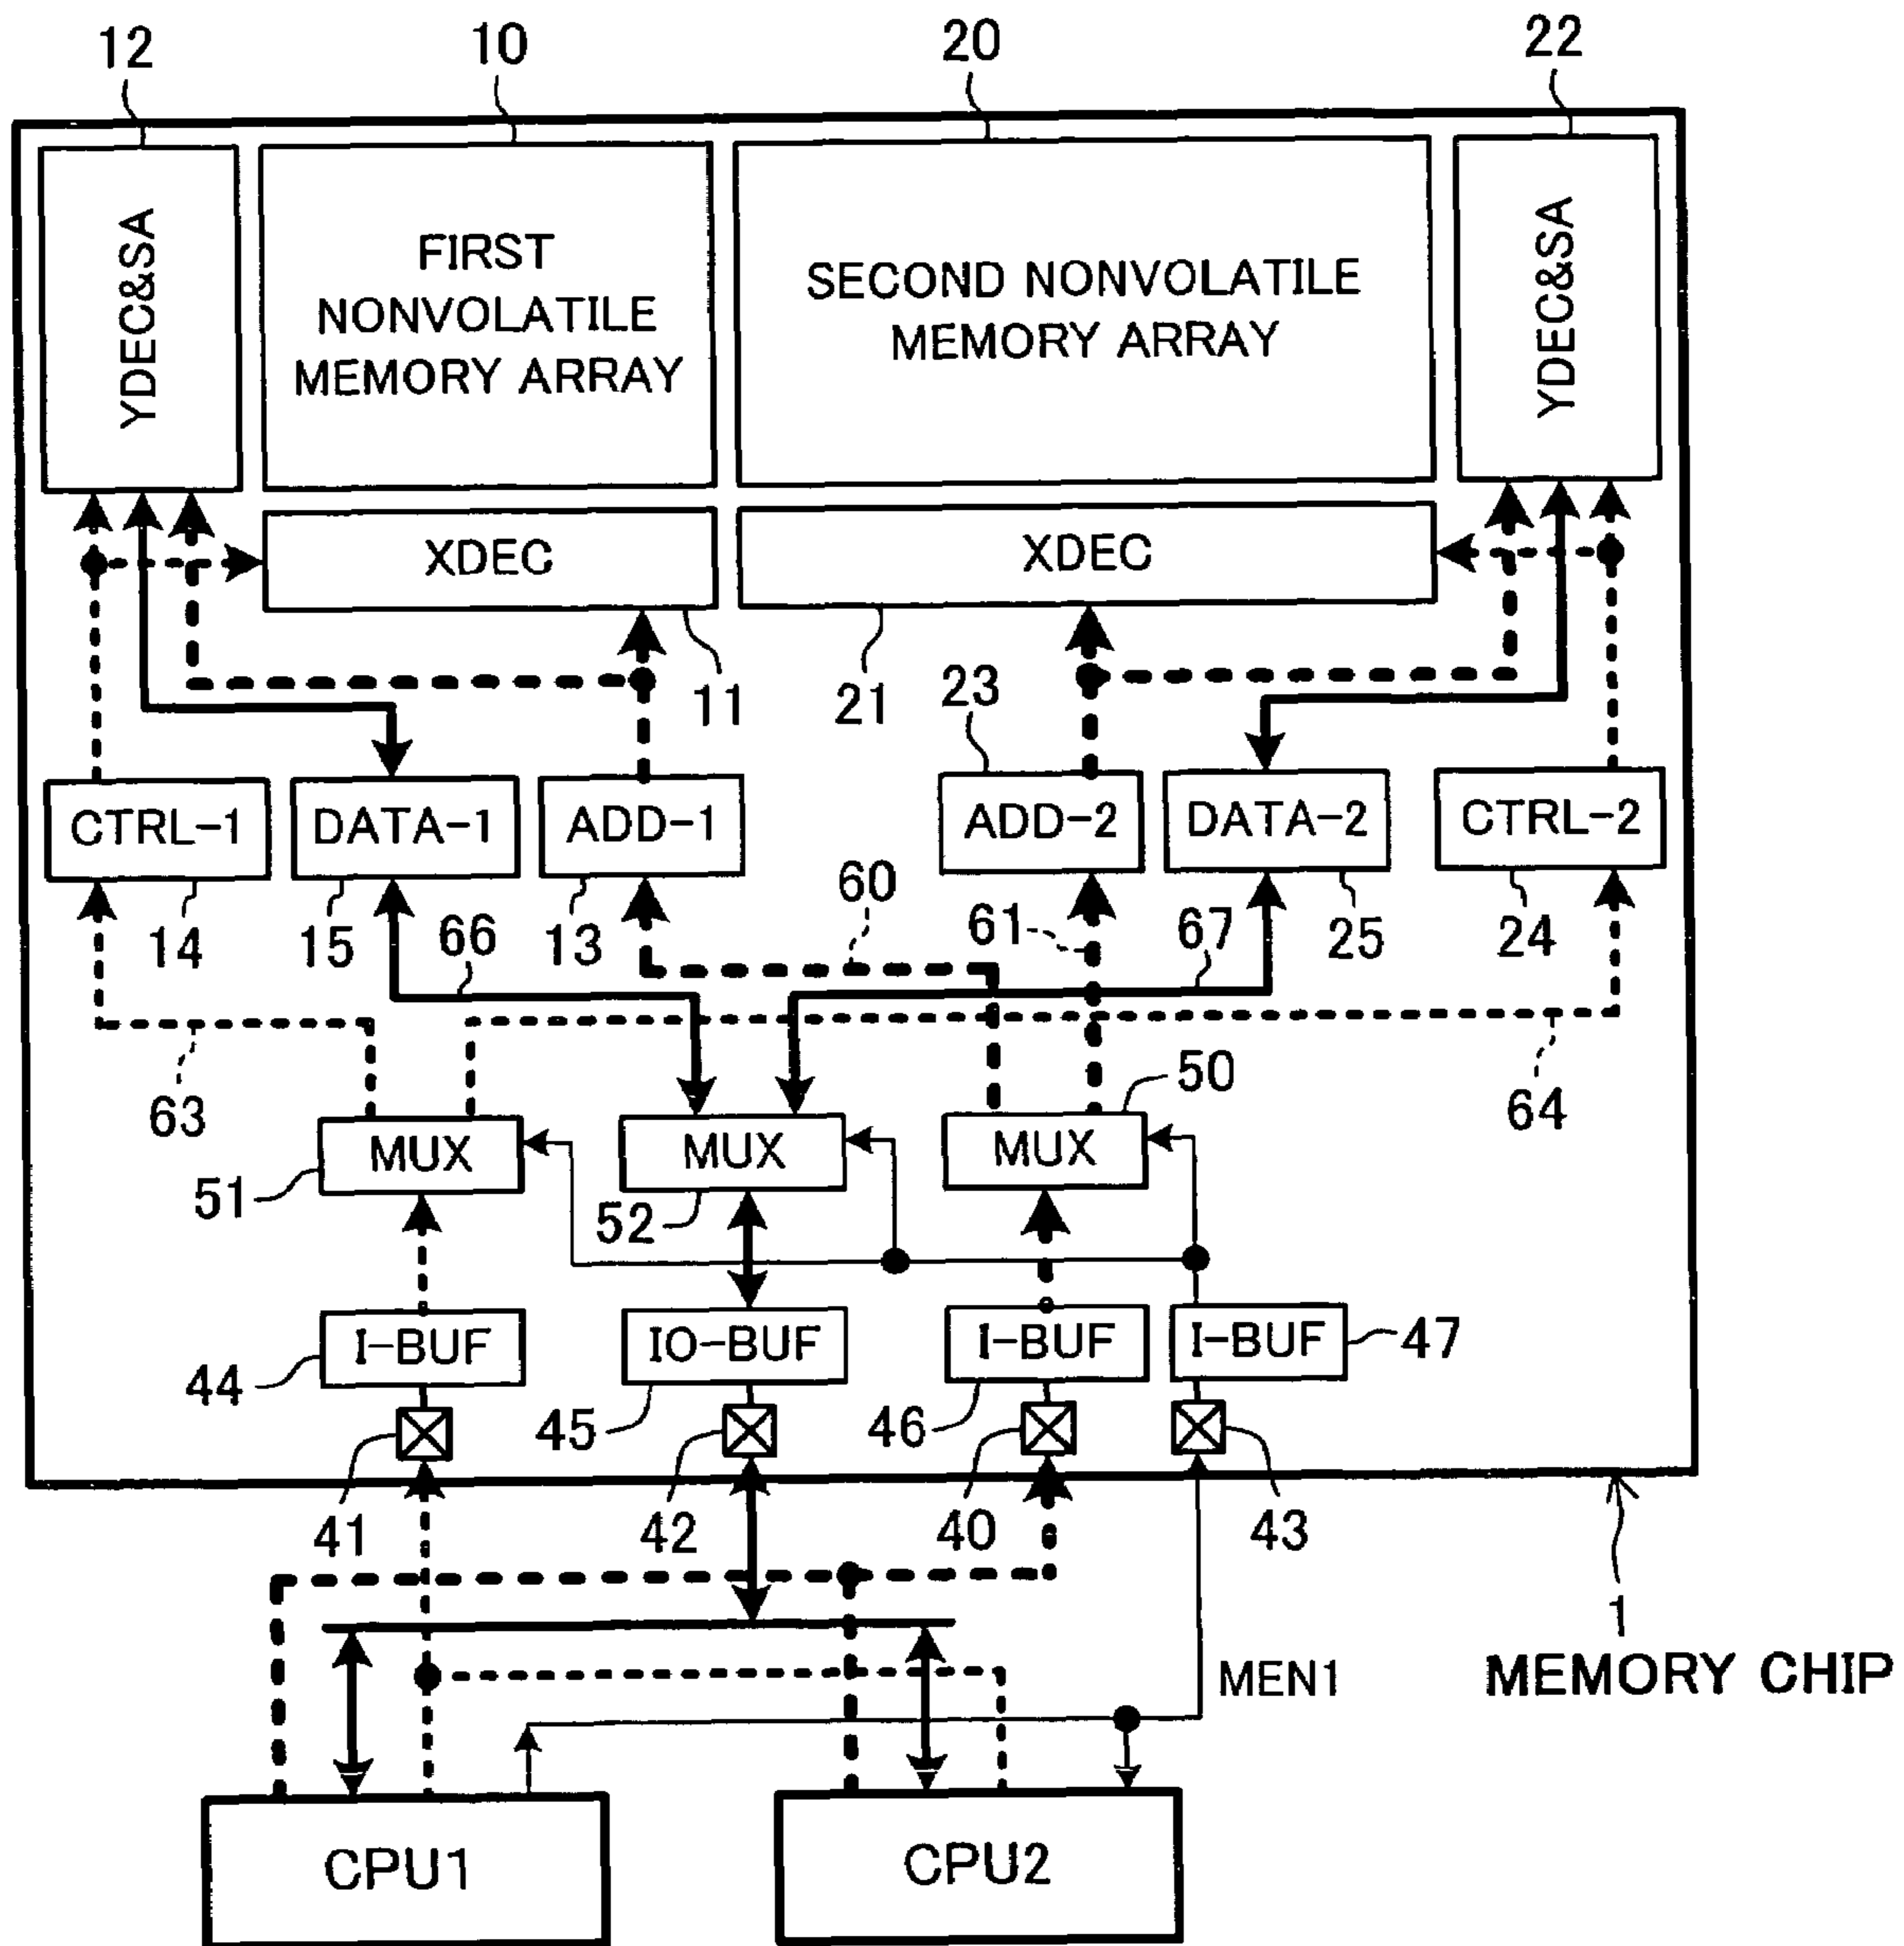 12
10
20
22
YDEC&SA
FIRST
NONVOLATILE
MEMORY ARRAY
SECOND NONVOLATILE
MEMORY ARRAY
YDEC&SA
XDEC
XDEC
11
21
23
CTRL-1
DATA-1
ADD-1
ADD-2
DATA-2
CTRL-2
14
15
66
13
60
61
67
25
24
63
50
64
MUX
MUX
MUX
51
52
I-BUF
IO-BUF
I-BUF
I-BUF
47
44
45
46
41
42
40
43
1
MEN1
MEMORY CHIP
CPU1
CPU2